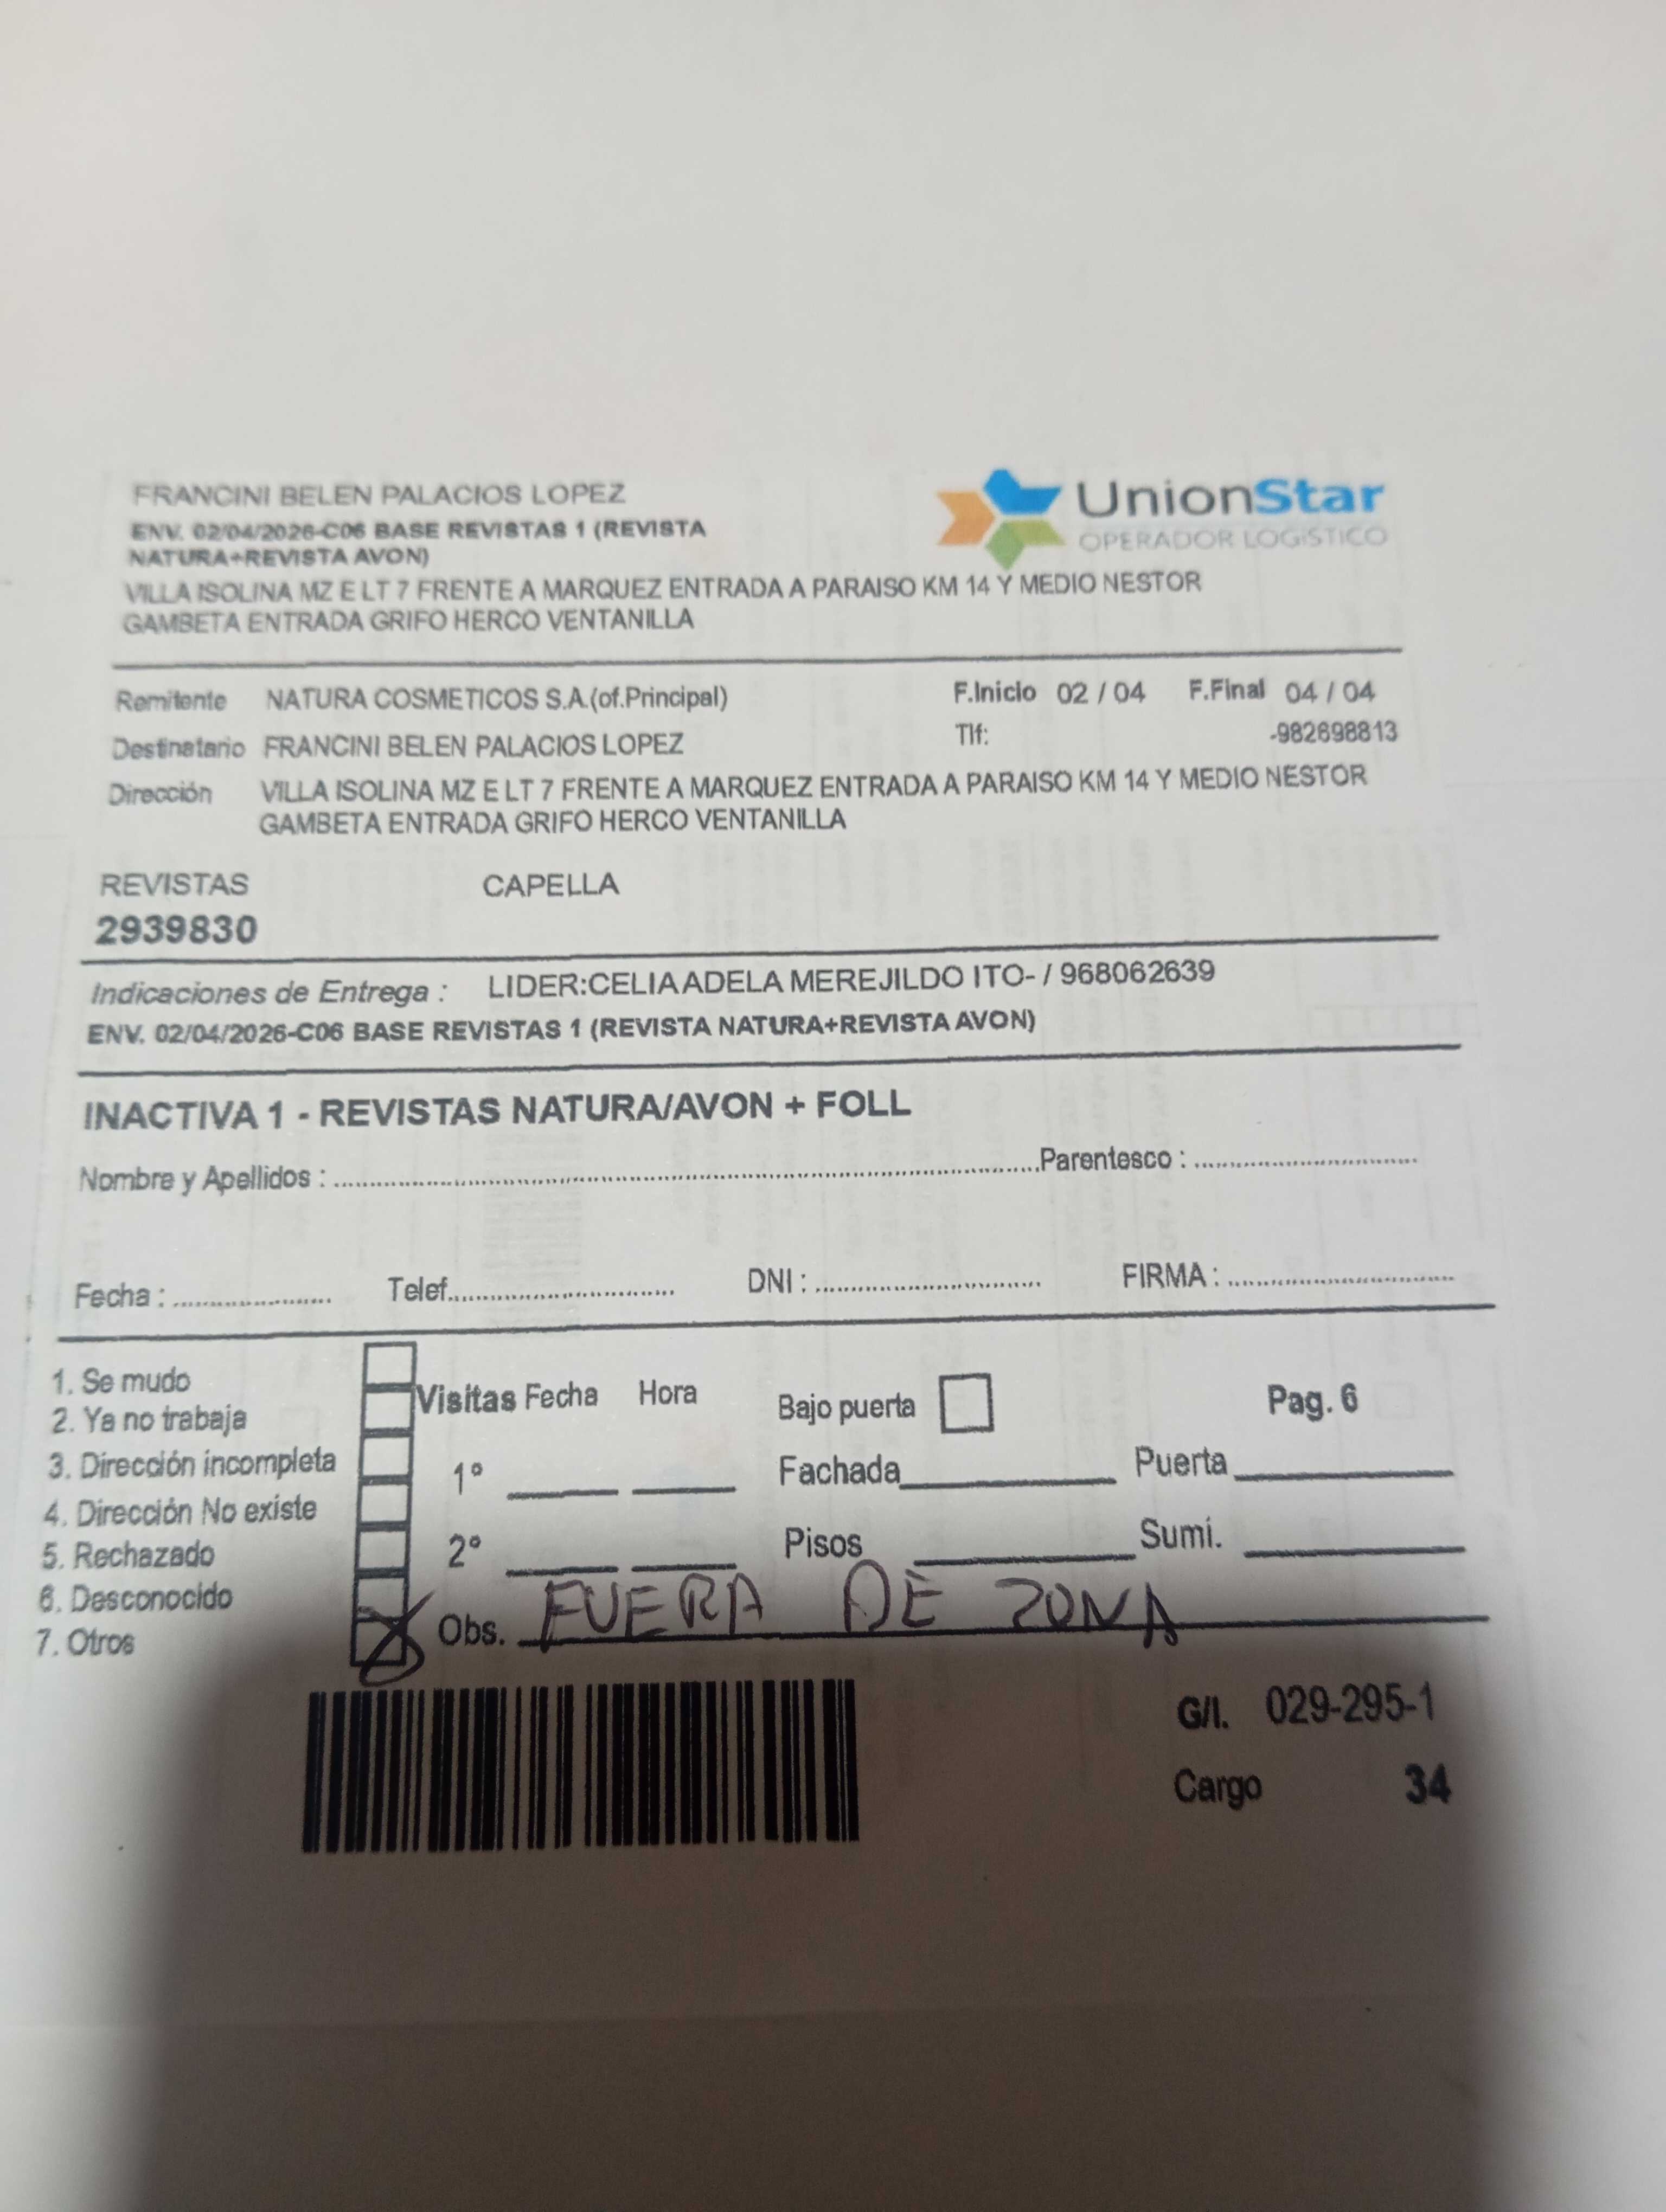 FRANCINI BELEN PALACIOS LOPEZ
ENV. 02/04/2026-C06 BASE REVISTAS 1 (REVISTA
NATURA+REVISTA AVON)
VILLA ISOLINA MZ E LT 7 FRENTE A MARQUEZ ENTRADA A PARAISO KM 14 Y MEDIO NESTOR
GAMBETA ENTRADA GRIFO HERCO VENTANILLA
UnionStar
OPERADOR LOGÍSTICO
Remitente NATURA COSMETICOS S.A.(of.Principal) F.Inicio 02 / 04 F.Final 04 / 04
Destinatario FRANCINI BELEN PALACIOS LOPEZ Tlf: -982698813
Dirección VILLA ISOLINA MZ E LT 7 FRENTE A MARQUEZ ENTRADA A PARAISO KM 14 Y MEDIO NESTOR
GAMBETA ENTRADA GRIFO HERCO VENTANILLA
REVISTAS CAPELLA
2939830
Indicaciones de Entrega : LIDER:CELIA ADELA MEREJILDO ITO- / 968062639
ENV. 02/04/2026-C06 BASE REVISTAS 1 (REVISTA NATURA+REVISTA AVON)
INACTIVA 1 - REVISTAS NATURA/AVON + FOLL
Nombre y Apellidos : Parentesco :
Fecha : Telef. DNI : FIRMA :
1. Se mudo
2. Ya no trabaja
3. Dirección incompleta
4. Dirección No existe
5. Rechazado
6. Desconocido
7. Otros
Visitas Fecha Hora
1º
2º
Bajo puerta Pag. 6
Fachada Puerta
Pisos Sumi.
Obs. FUERA DE ZONA
G/I. 029-295-1
Cargo 34